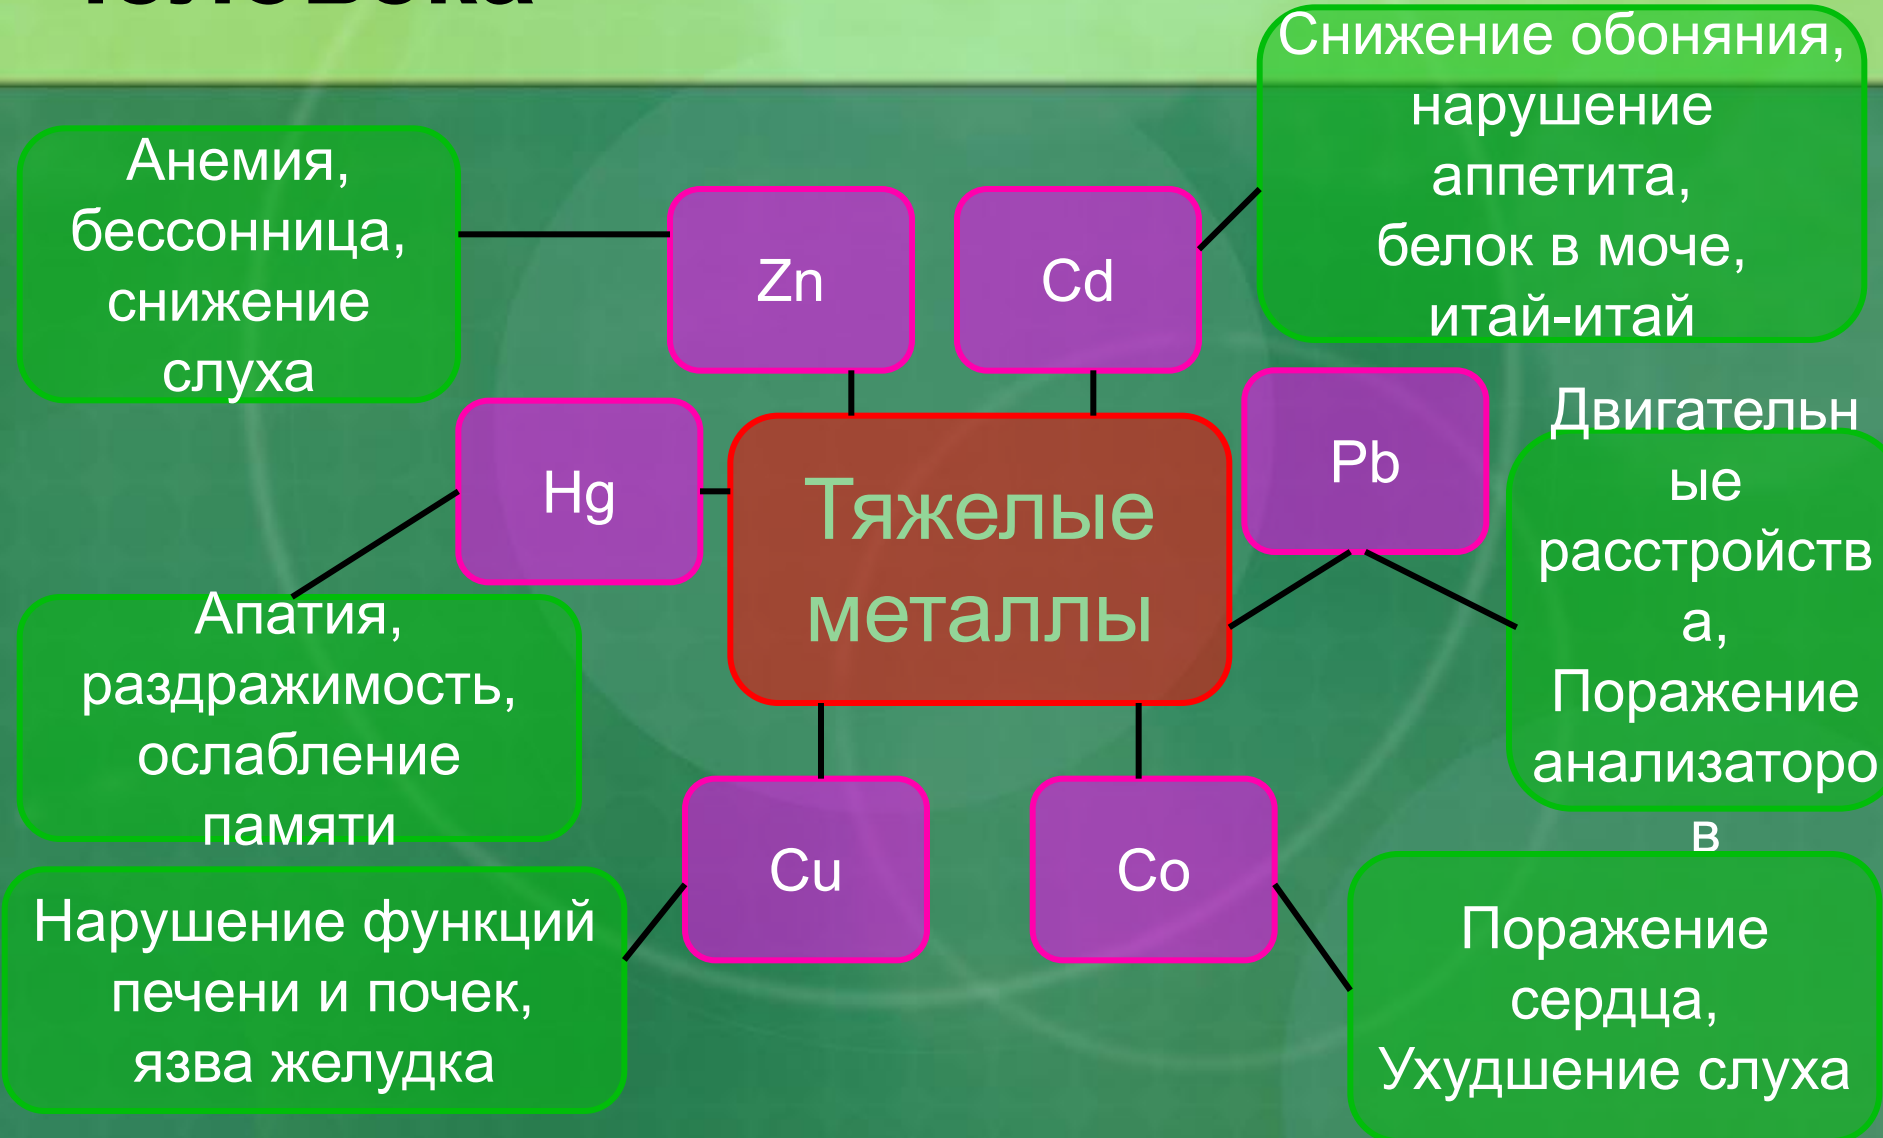 Снижение обоняния,
нарушение
аппетита,
белок в моче,
итай-итай
Анемия,
бессонница,
снижение
слуха
Zn
Cd
Hg
Тяжелые
металлы
Pb
Двигательн
ые
расстройств
а,
Поражение
анализаторо
в
Апатия,
раздражимость,
ослабление
памяти
Cu
Co
Нарушение функций
печени и почек,
язва желудка
Поражение
сердца,
Ухудшение слуха